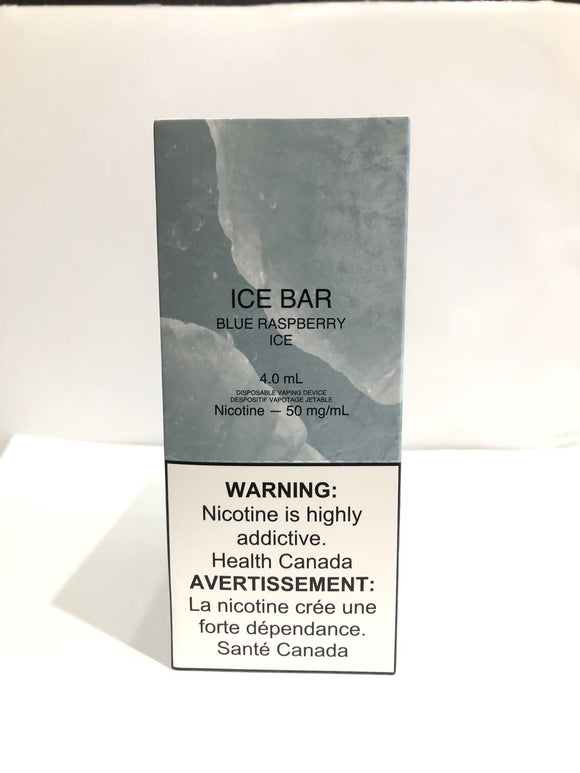 ICE BAR
BLUE RASPBERRY
ICE
4.0 mL
DISPOSABLE VAPING DEVICE
DESPOSITIF VAPOTAGE JETABLE
Nicotine — 50 mg/mL
WARNING:
Nicotine is highly
addictive.
Health Canada
AVERTISSEMENT:
La nicotine crée une
forte dépendance.
Santé Canada